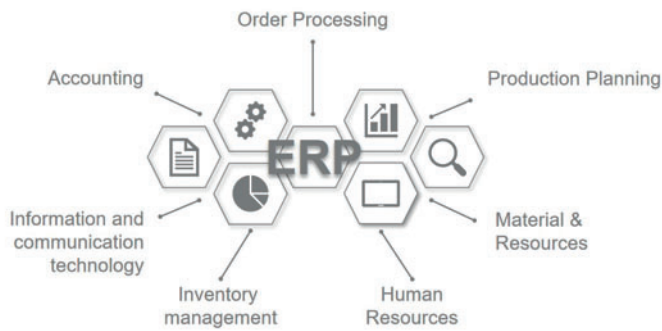 Order Processing
Accounting
Production Planning
ERP
Information and
communication
technology
Material &
Resources
Inventory
management
Human
Resources